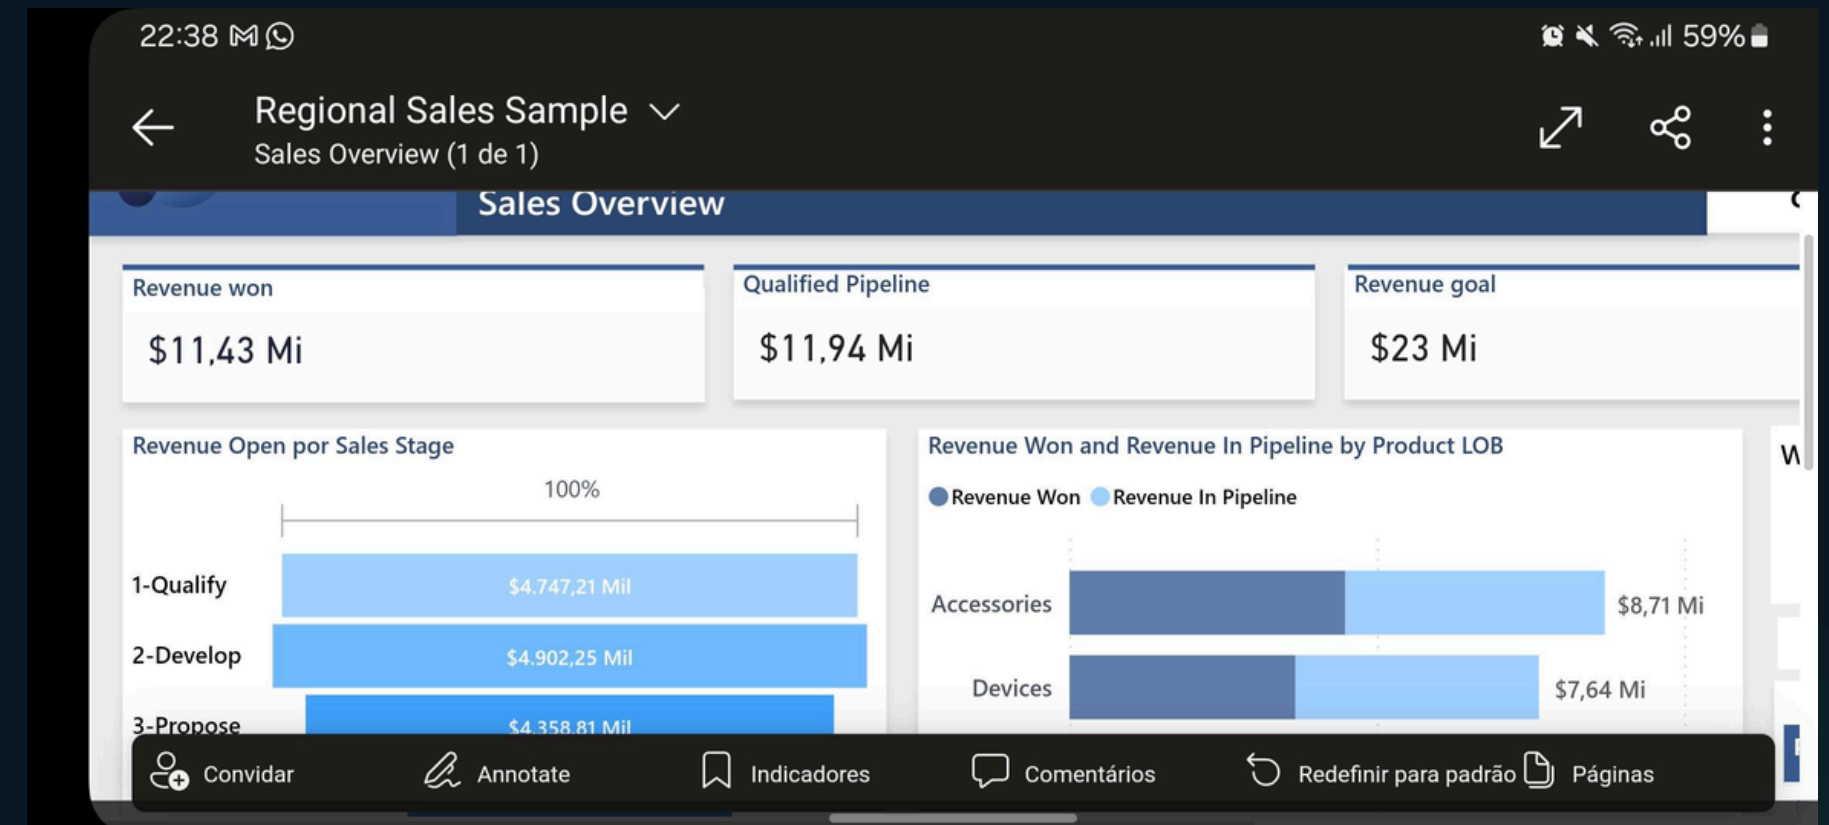 22:38
59%
Regional Sales Sample
Sales Overview (1 de 1)
Sales Overview
Revenue won
$11,43 Mi
Qualified Pipeline
$11,94 Mi
Revenue goal
$23 Mi
Revenue Open por Sales Stage
100%
1-Qualify
$4.747,21 Mil
2-Develop
$4.902,25 Mil
3-Propose
$4.358,81 Mil
Revenue Won and Revenue In Pipeline by Product LOB
Revenue Won
Revenue In Pipeline
Accessories
$8,71 Mi
Devices
$7,64 Mi
Convidar
Annotate
Indicadores
Comentários
Redefinir para padrão
Páginas